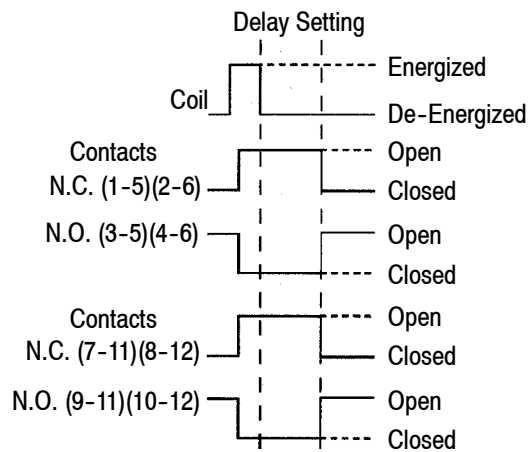 Delay Setting
Energized
Coil
De-Energized
Contacts
Open
N.C. (1-5)(2-6)
Closed
N.O. (3-5)(4-6)
Open
Closed
Contacts
Open
N.C. (7-11)(8-12)
Closed
N.O. (9-11)(10-12)
Open
Closed